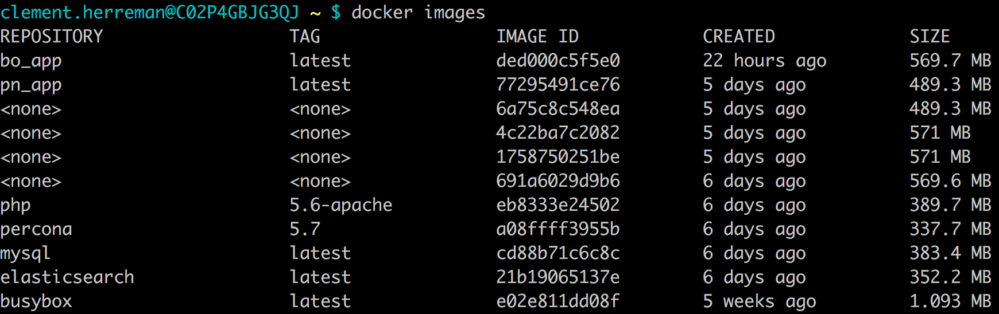 clement.herreman@C02P4GBJG3QJ ~ $ docker images
REPOSITORY TAG IMAGE ID CREATED SIZE
bo_app latest ded000c5f5e0 22 hours ago 569.7 MB
pn_app latest 77295491ce76 5 days ago 489.3 MB
<none> <none> 6a75c8c548ea 5 days ago 489.3 MB
<none> <none> 4c22ba7c2082 5 days ago 571 MB
<none> <none> 1758750251be 5 days ago 571 MB
<none> <none> 691a6029d9b6 6 days ago 569.6 MB
php 5.6-apache eb8333e24502 6 days ago 389.7 MB
percona 5.7 a08ffff3955b 6 days ago 337.7 MB
mysql latest cd88b71c6c8c 6 days ago 383.4 MB
elasticsearch latest 21b19065137e 6 days ago 352.2 MB
busybox latest e02e811dd08f 5 weeks ago 1.093 MB